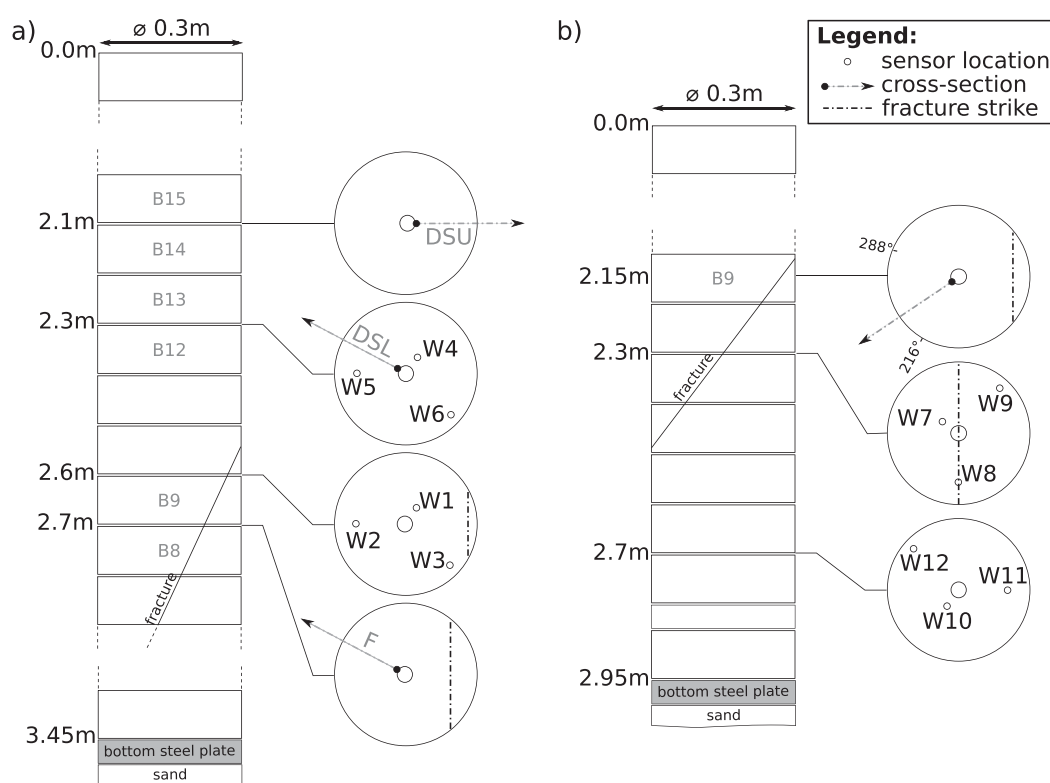 a)
⌀ 0.3m
0.0m
B15
2.1m
DSU
B14
B13
2.3m
B12
DSL
W4
W5
W6
2.6m
B9
W1
2.7m
W2
B8
W3
fracture
F
3.45m
bottom steel plate
sand
b)
Legend:
sensor location
cross-section
fracture strike
⌀ 0.3m
0.0m
288°
2.15m
B9
216°
2.3m
fracture
W9
W7
W8
2.7m
W12
W11
W10
2.95m
bottom steel plate
sand